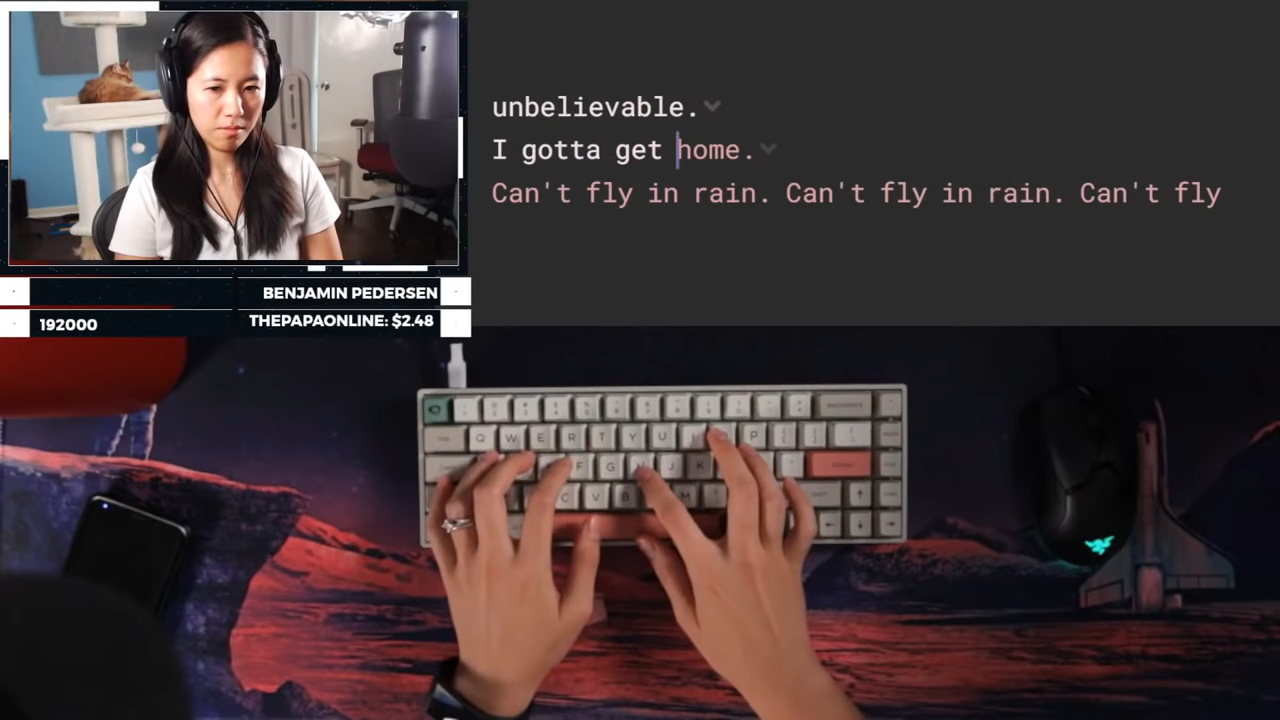 unbelievable.
I gotta get home.
Can't fly in rain. Can't fly in rain. Can't fly
BENJAMIN PEDERSEN
192000
THEPAPAONLINE: $2.48
Q W E R T Y U I P
F G H J K
C V B M